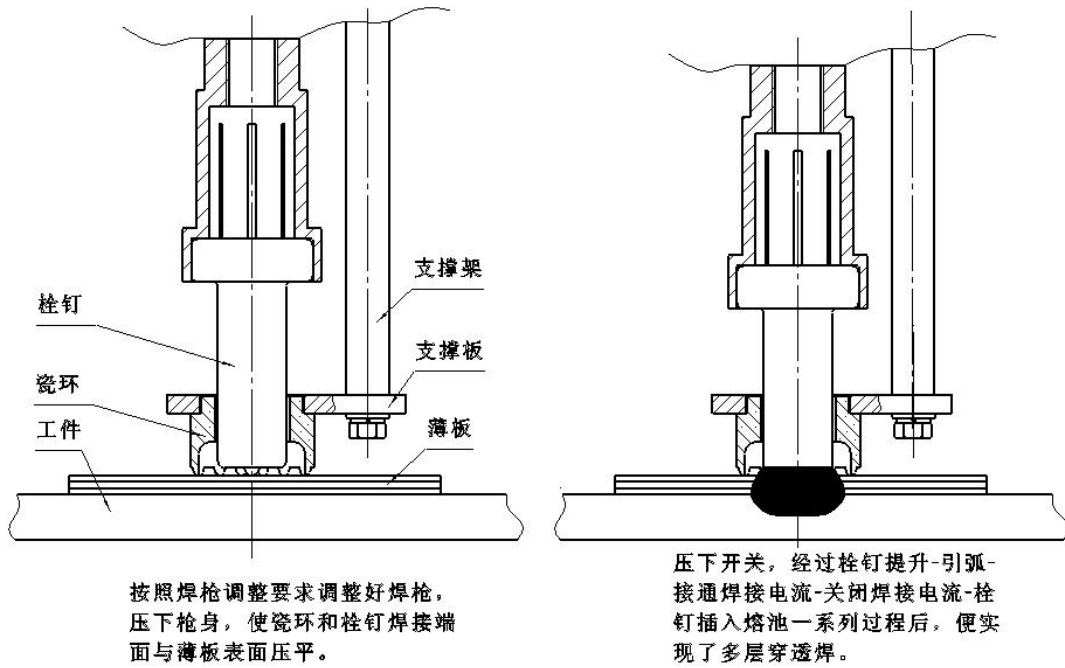 支撑架
栓钉
支撑板
瓷环
工件
薄板
按照焊枪调整要求调整好焊枪，
压下枪身，使瓷环和栓钉焊接端
面与薄板表面压平。
压下开关，经过栓钉提升-引弧-
接通焊接电流-关闭焊接电流-栓
钉插入熔池一系列过程后，便实
现了多层穿透焊。